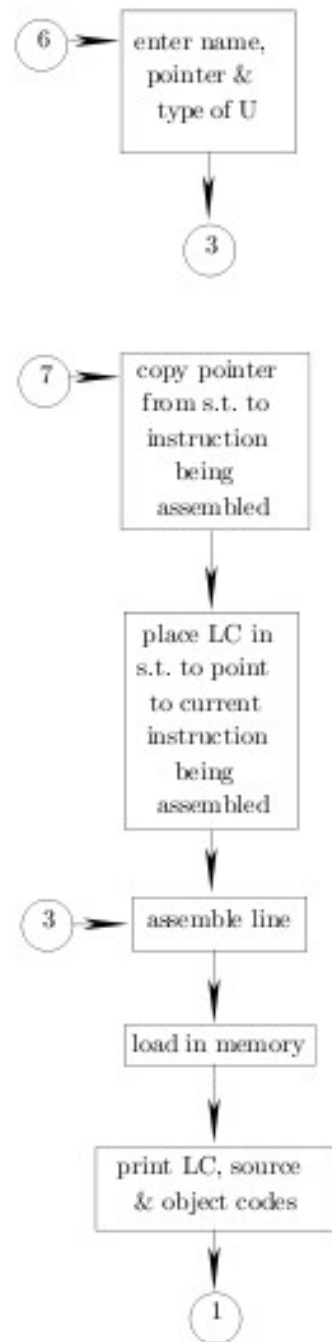 6
enter name,
pointer &
type of U
3
7
copy pointer
from s.t. to
instruction
being
assembled
place LC in
s.t. to point
to current
instruction
being
assembled
3
assemble line
load in memory
print LC, source
& object codes
1